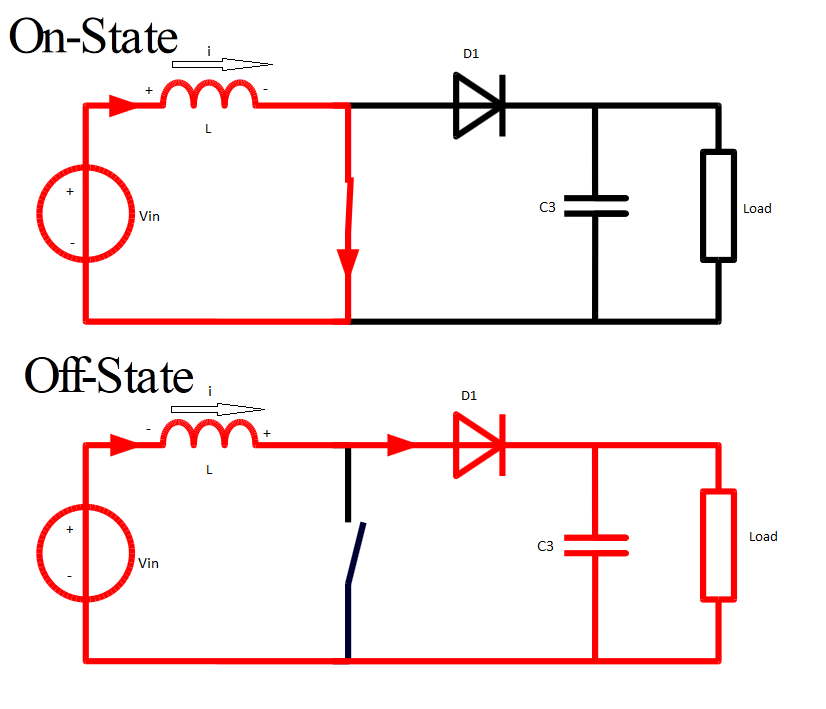 On-State
i
D1
+ -
L
+
Vin
-
C3
Load
Off-State
i
D1
- +
L
+
Vin
-
C3
Load